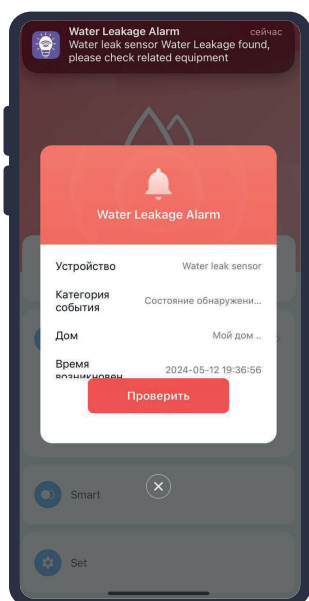 Water Leakage Alarm сейчас
Water leak sensor Water Leakage found,
please check related equipment
Water Leakage Alarm
Устройство Water leak sensor
Категория
события
Состояние обнаружени...
Дом Мой дом ..
Время
возникновен
2024-05-12 19:36:56
Проверить
Smart
Set